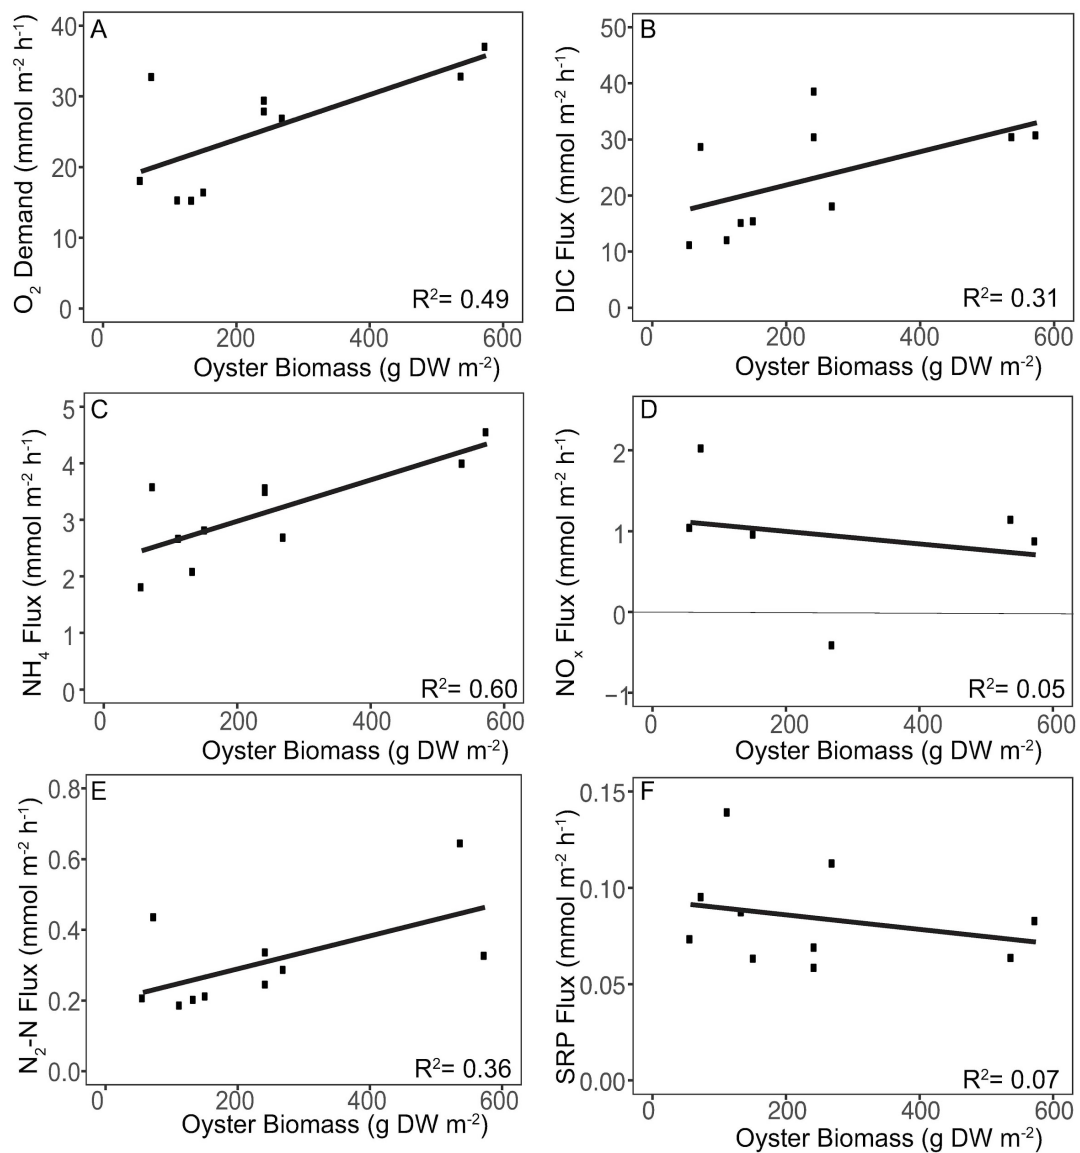 A
O₂ Demand (mmol m⁻² h⁻¹)
40
30
20
10
0
R²= 0.49
0 200 400 600
Oyster Biomass (g DW m⁻²)
B
DIC Flux (mmol m⁻² h⁻¹)
50
40
30
20
10
0
R²= 0.31
0 200 400 600
Oyster Biomass (g DW m⁻²)
C
NH₄ Flux (mmol m⁻² h⁻¹)
5
4
3
2
1
0
R²= 0.60
0 200 400 600
Oyster Biomass (g DW m⁻²)
D
NOₓ Flux (mmol m⁻² h⁻¹)
2
1
0
−1
R²= 0.05
0 200 400 600
Oyster Biomass (g DW m⁻²)
E
N₂-N Flux (mmol m⁻² h⁻¹)
0.8
0.6
0.4
0.2
0.0
R²= 0.36
0 200 400 600
Oyster Biomass (g DW m⁻²)
F
SRP Flux (mmol m⁻² h⁻¹)
0.15
0.10
0.05
0.00
R²= 0.07
0 200 400 600
Oyster Biomass (g DW m⁻²)